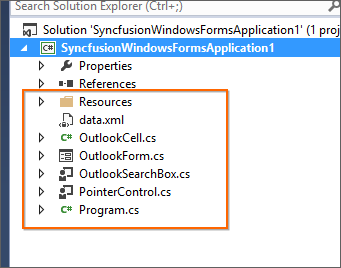 Search Solution Explorer (Ctrl+;)
Solution 'SyncfusionWindowsFormsApplication1' (1 proj
C# SyncfusionWindowsFormsApplication1
Properties
References
Resources
data.xml
C# OutlookCell.cs
OutlookForm.cs
OutlookSearchBox.cs
PointerControl.cs
C# Program.cs